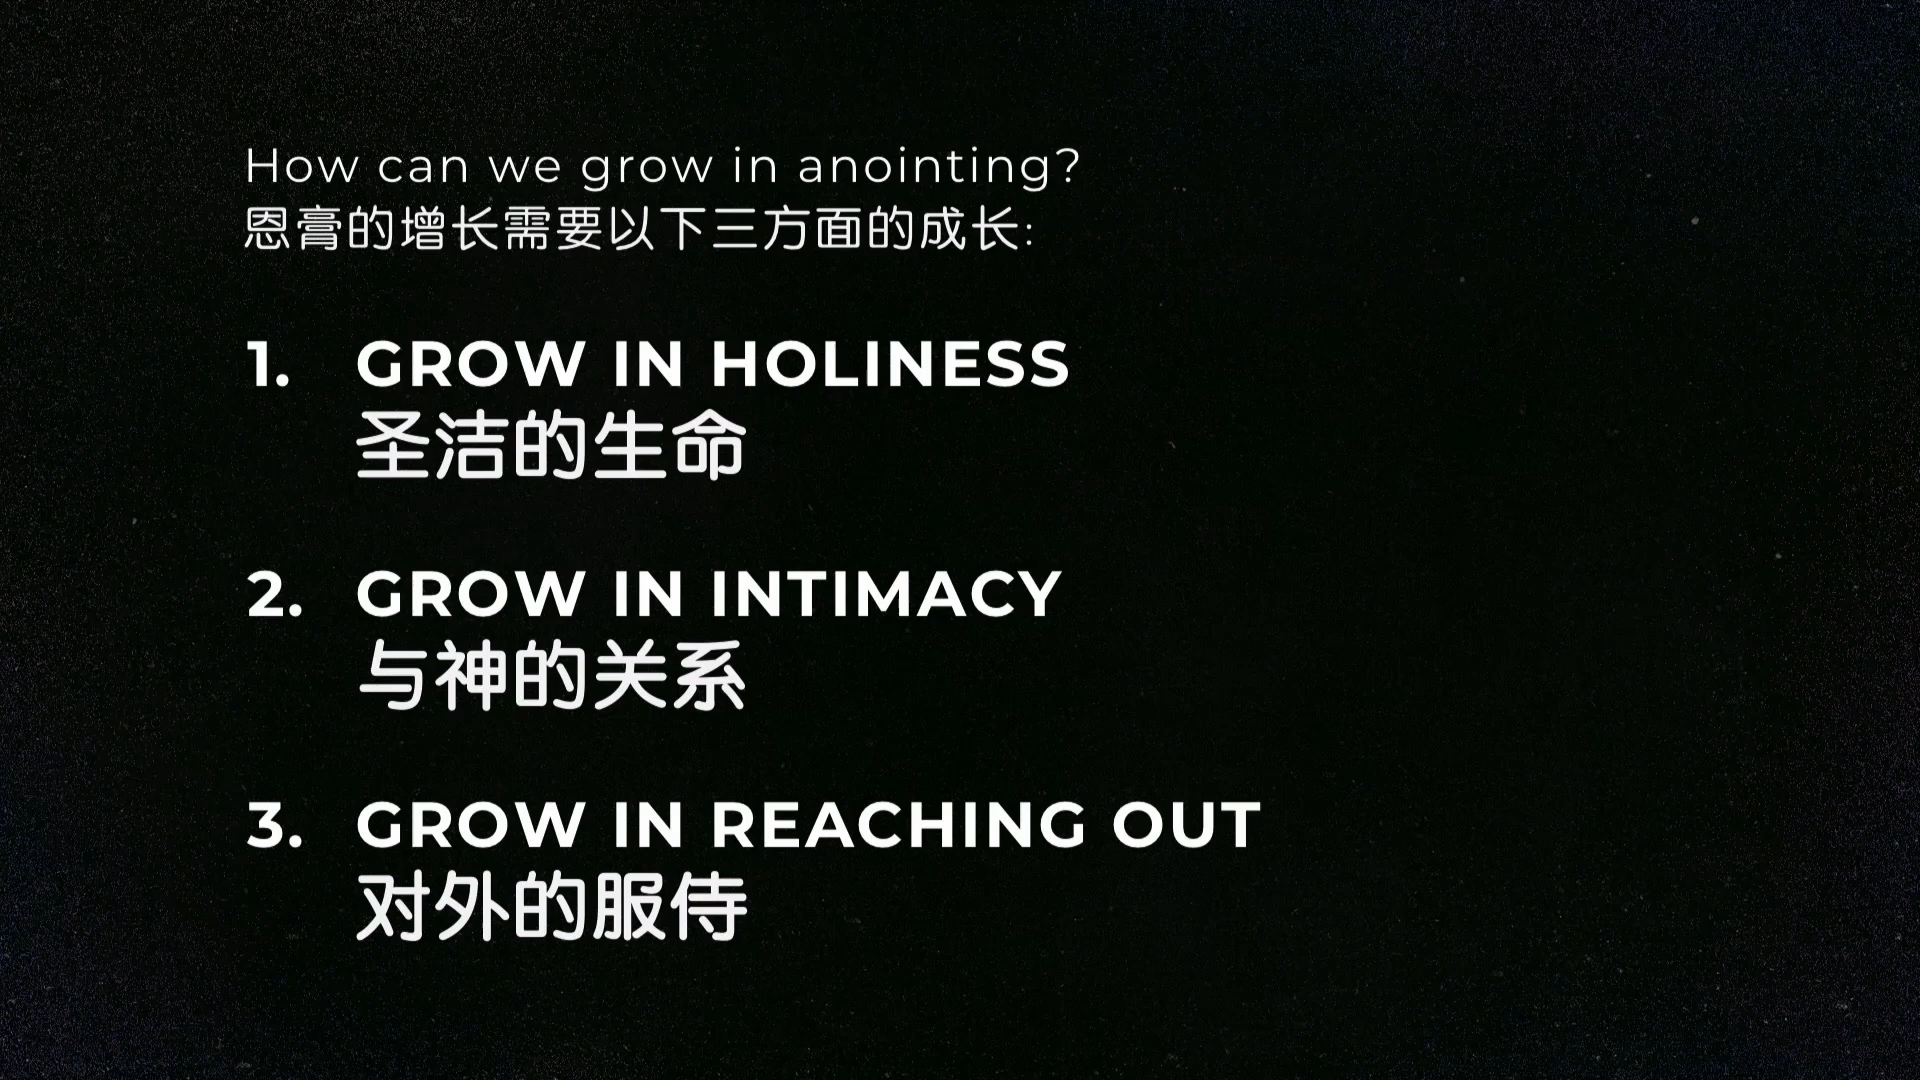 How can we grow in anointing?
恩膏的增长需要以下三方面的成长:
1. GROW IN HOLINESS
圣洁的生命
2. GROW IN INTIMACY
与神的关系
3. GROW IN REACHING OUT
对外的服侍